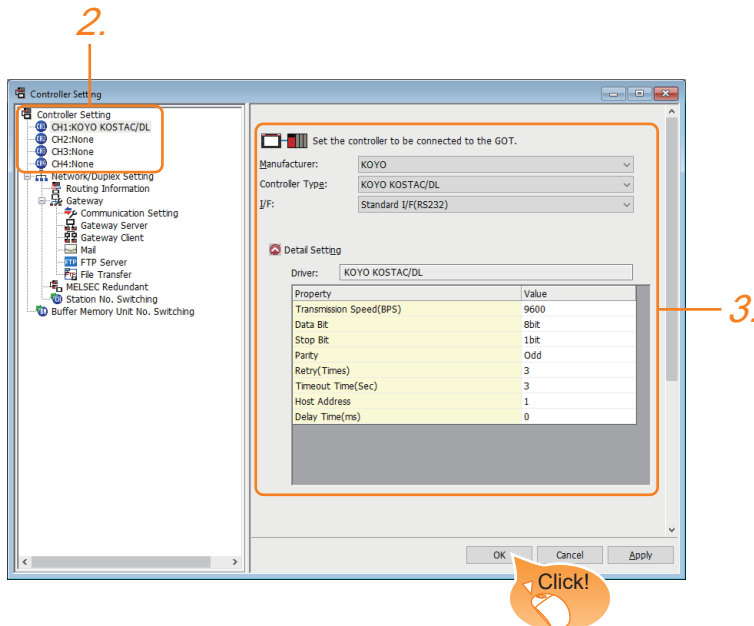 2.
Controller Setting
Controller Setting
CH1:KOYO KOSTAC/DL
CH2:None
CH3:None
CH4:None
Network/Duplex Setting
Routing Information
Gateway
Communication Setting
Gateway Server
Gateway Client
Mail
FTP FTP Server
File Transfer
MELSEC Redundant
Station No. Switching
Buffer Memory Unit No. Switching
Set the controller to be connected to the GOT.
Manufacturer: KOYO
Controller Type: KOYO KOSTAC/DL
I/F: Standard I/F(RS232)
Detail Setting
Driver: KOYO KOSTAC/DL
Property Value
Transmission Speed(BPS) 9600
Data Bit 8bit
Stop Bit 1bit
Parity Odd
Retry(Times) 3
Timeout Time(Sec) 3
Host Address 1
Delay Time(ms) 0
3.
OK Cancel Apply
Click!